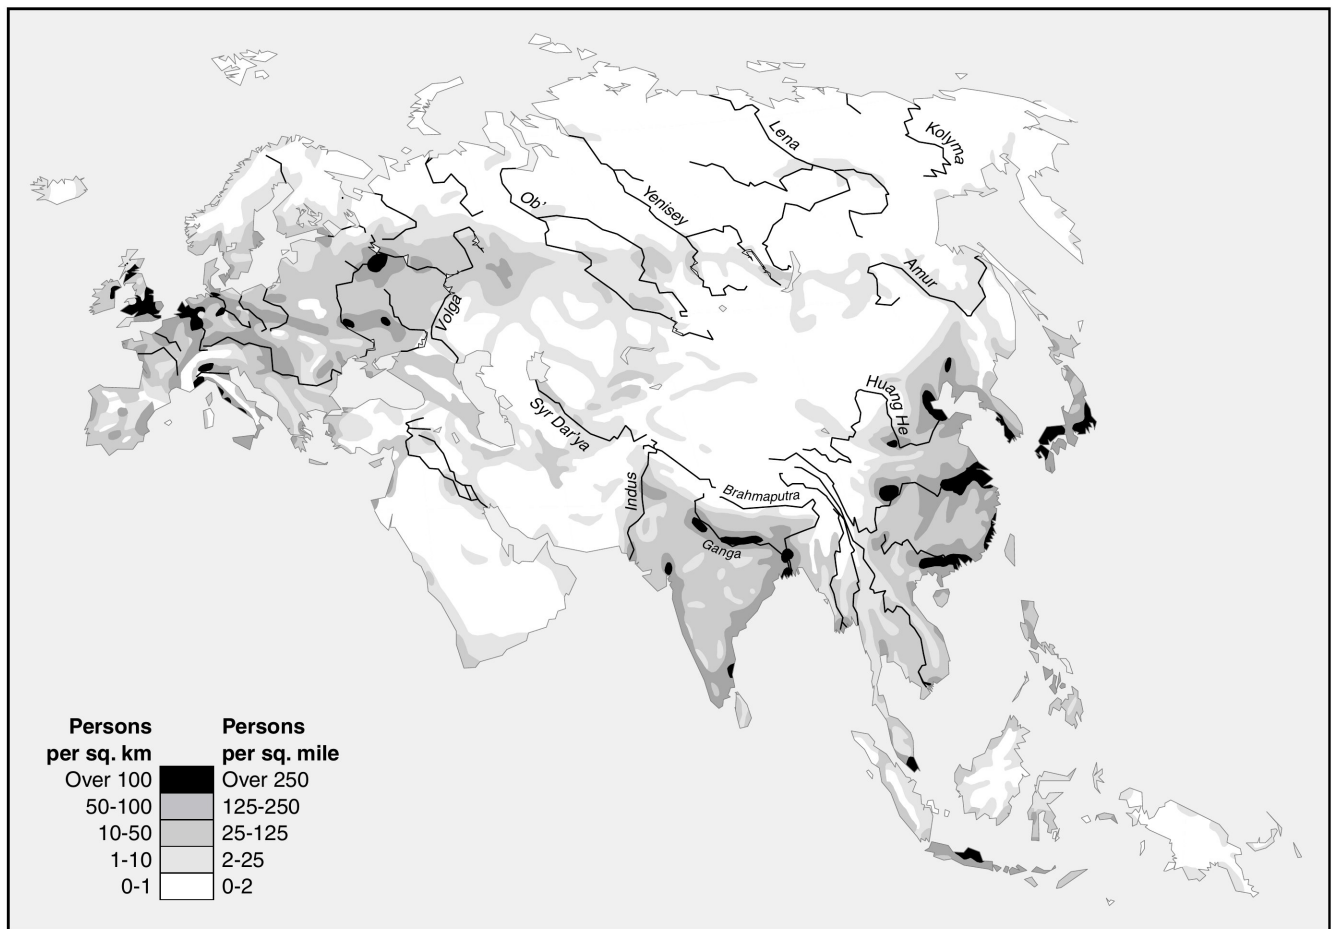 Lena
Kolyma
Ob'
Yenisey
Amur
Volga
Huang He
Syr Dar'ya
Indus
Brahmaputra
Ganga
Persons Persons
per sq. km per sq. mile
Over 100 Over 250
50-100 125-250
10-50 25-125
1-10 2-25
0-1 0-2